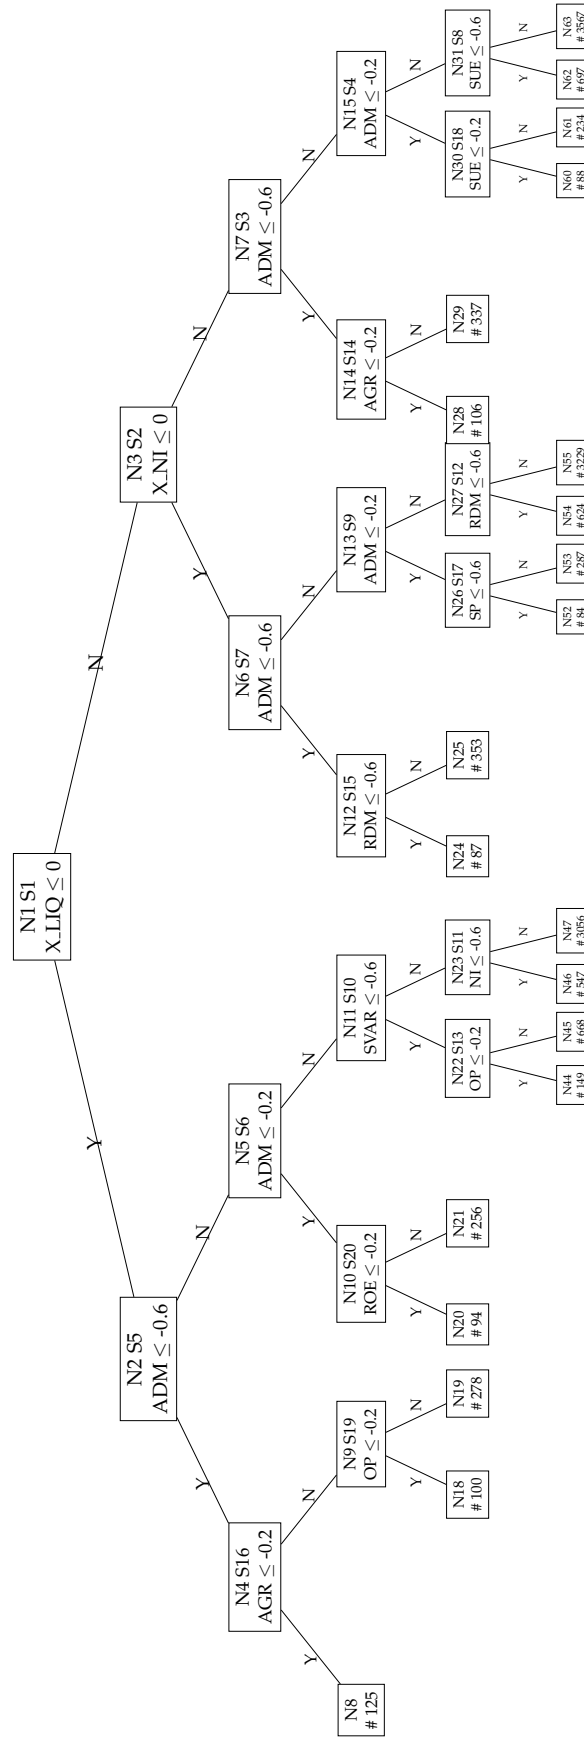 N1 S1
X_LIQ ≤ 0
Y
N
N2 S5
ADM ≤ -0.6
N3 S2
X_NI ≤ 0
Y
N
Y
N
N4 S16
AGR ≤ -0.2
N5 S6
ADM ≤ -0.2
N6 S7
ADM ≤ -0.6
N7 S3
ADM ≤ -0.6
Y
N
Y
N
Y
N
Y
N
N8
# 125
N9 S19
OP ≤ -0.2
N10 S20
ROE ≤ -0.2
N11 S10
SVAR ≤ -0.6
N12 S15
RDM ≤ -0.6
N13 S9
ADM ≤ -0.2
N14 S14
AGR ≤ -0.2
N15 S4
ADM ≤ -0.2
Y
N
Y
N
Y
N
Y
N
Y
N
Y
N
Y
N
N18
# 100
N19
# 278
N20
# 94
N21
# 256
N22 S13
OP ≤ -0.2
N23 S11
NI ≤ -0.6
N24
# 87
N25
# 353
N26 S17
SP ≤ -0.6
N27 S12
RDM ≤ -0.6
N28
# 106
N29
# 337
N30 S18
SUE ≤ -0.2
N31 S8
SUE ≤ -0.6
Y
N
Y
N
Y
N
Y
N
Y
N
Y
N
N44
# 149
N45
# 668
N46
# 547
N47
# 3056
N52
# 84
N53
# 287
N54
# 624
N55
# 3229
N60
# 88
N61
# 234
N62
# 697
N63
# 3567